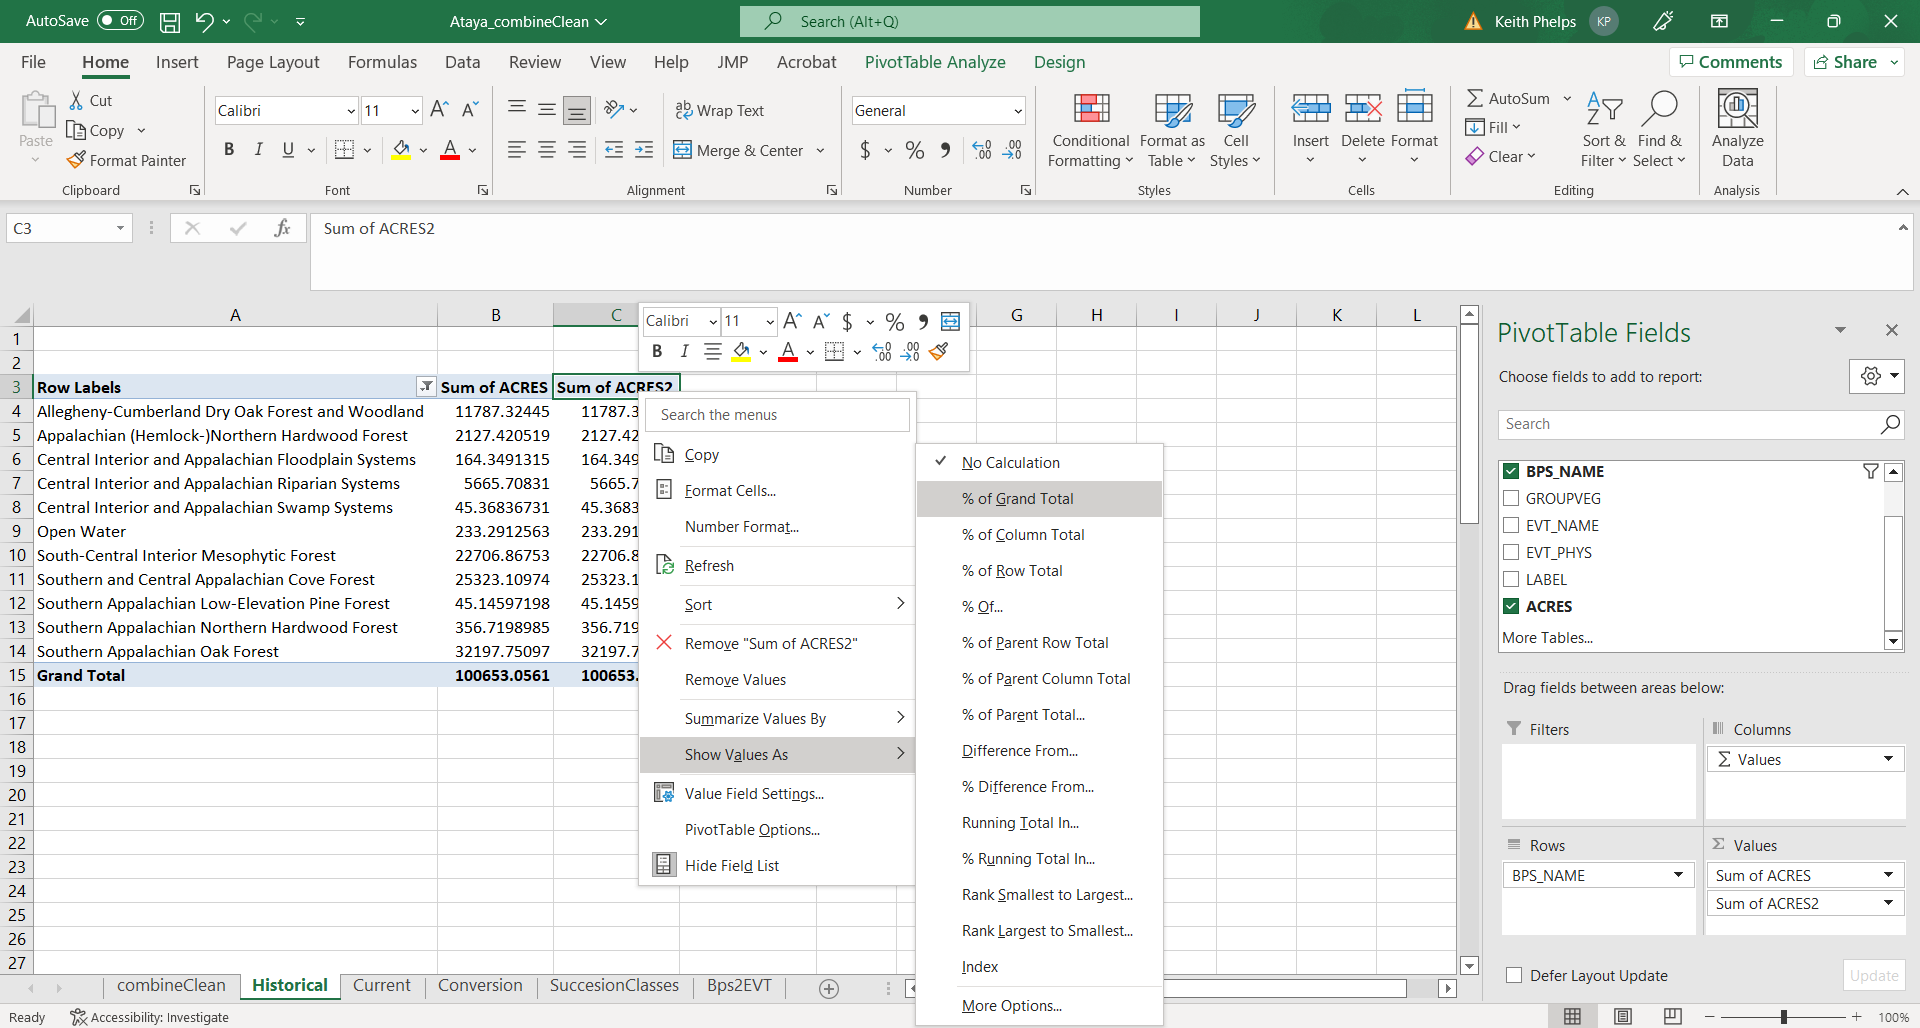 AutoSave Off Ataya_combineClean Search (Alt+Q) Keith Phelps KP
File Home Insert Page Layout Formulas Data Review View Help JMP Acrobat PivotTable Analyze Design Comments Share
Paste
Cut
Copy
Format Painter
Clipboard
Calibri 11
B I U A
Font
ab Wrap Text
Merge & Center
Alignment
General
$ % 9
Number
Conditional Formatting
Format as Table
Cell Styles
Styles
Insert Delete Format
Cells
AutoSum
Fill
Clear
Sort & Filter
Find & Select
Editing
Analyze Data
Analysis
C3 fx Sum of ACRES2
A B C G H I J K L
1
2
3 Row Labels Sum of ACRES Sum of ACRES2
4 Allegheny-Cumberland Dry Oak Forest and Woodland 11787.32445 11787.3
5 Appalachian (Hemlock-)Northern Hardwood Forest 2127.420519 2127.42
6 Central Interior and Appalachian Floodplain Systems 164.3491315 164.349
7 Central Interior and Appalachian Riparian Systems 5665.70831 5665.7
8 Central Interior and Appalachian Swamp Systems 45.36836731 45.3683
9 Open Water 233.2912563 233.291
10 South-Central Interior Mesophytic Forest 22706.86753 22706.8
11 Southern and Central Appalachian Cove Forest 25323.10974 25323.1
12 Southern Appalachian Low-Elevation Pine Forest 45.14597198 45.1459
13 Southern Appalachian Northern Hardwood Forest 356.7198985 356.719
14 Southern Appalachian Oak Forest 32197.75097 32197.7
15 Grand Total 100653.0561 100653.
16
17
18
19
20
21
22
23
24
25
26
27
Calibri 11 A A $ % 9
B I A
Search the menus
Copy
Format Cells...
Number Format...
Refresh
Sort
Remove "Sum of ACRES2"
Remove Values
Summarize Values By
Show Values As
Value Field Settings...
PivotTable Options...
Hide Field List
No Calculation
% of Grand Total
% of Column Total
% of Row Total
% Of...
% of Parent Row Total
% of Parent Column Total
% of Parent Total...
Difference From...
% Difference From...
Running Total In...
% Running Total In...
Rank Smallest to Largest...
Rank Largest to Smallest...
Index
More Options...
PivotTable Fields
Choose fields to add to report:
Search
BPS_NAME
GROUPVEG
EVT_NAME
EVT_PHYS
LABEL
ACRES
More Tables...
Drag fields between areas below:
Filters Columns
Σ Values
Rows Σ Values
BPS_NAME Sum of ACRES
Sum of ACRES2
Defer Layout Update Update
combineClean Historical Current Conversion SuccesionClasses Bps2EVT
Ready Accessibility: Investigate 100%